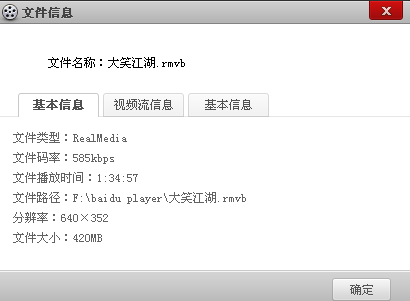 文件信息
文件名称：大笑江湖.rmvb
基本信息 视频流信息 基本信息
文件类型：RealMedia
文件码率：585kbps
文件播放时间：1:34:57
文件路径：F:\baidu player\大笑江湖.rmvb
分辨率：640×352
文件大小：420MB
确定